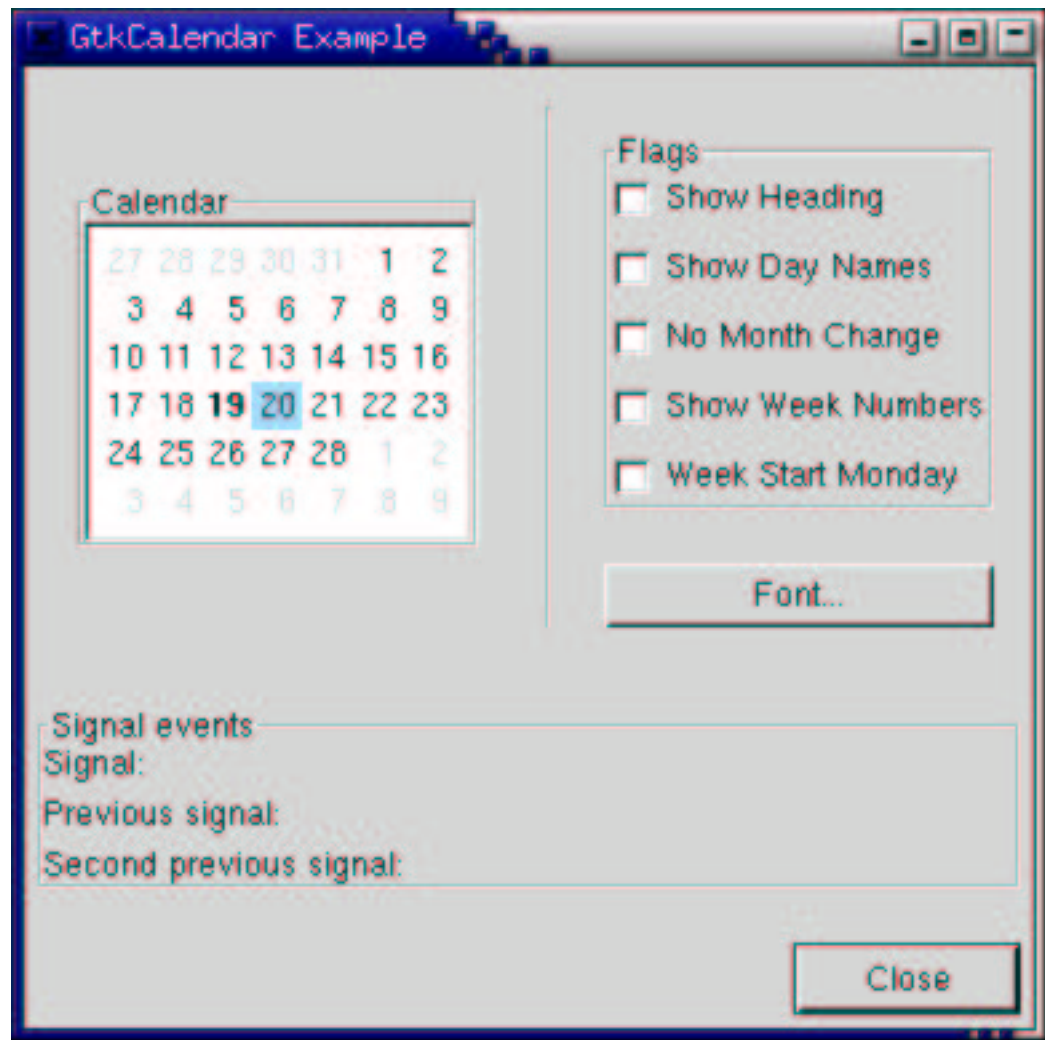 GtkCalendar Example
Calendar
27 28 29 30 31 1 2
3 4 5 6 7 8 9
10 11 12 13 14 15 16
17 18 19 20 21 22 23
24 25 26 27 28 1 2
3 4 5 6 7 8 9
Flags
Show Heading
Show Day Names
No Month Change
Show Week Numbers
Week Start Monday
Font...
Signal events
Signal:
Previous signal:
Second previous signal:
Close